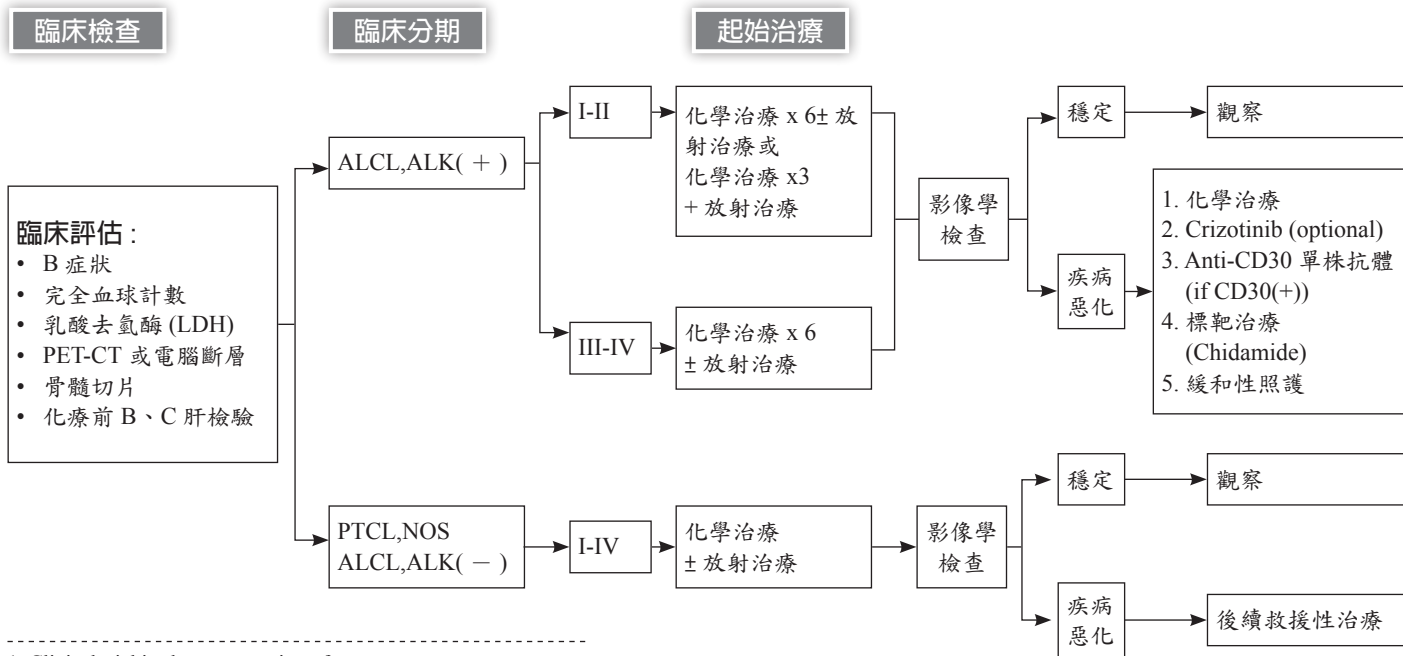 臨床檢查
臨床分期
起始治療
臨床評估 :
• B 症狀
• 完全血球計數
• 乳酸去氫酶 (LDH)
• PET-CT 或電腦斷層
• 骨髓切片
• 化療前 B、C 肝檢驗
ALCL,ALK( + )
I-II
化學治療 x 6± 放
射治療或
化學治療 x3
+ 放射治療
III-IV
化學治療 x 6
± 放射治療
影像學
檢查
穩定
觀察
疾病
惡化
1. 化學治療
2. Crizotinib (optional)
3. Anti-CD30 單株抗體
(if CD30(+))
4. 標靶治療
(Chidamide)
5. 緩和性照護
PTCL,NOS
ALCL,ALK( － )
I-IV
化學治療
± 放射治療
影像學
檢查
穩定
觀察
疾病
惡化
後續救援性治療